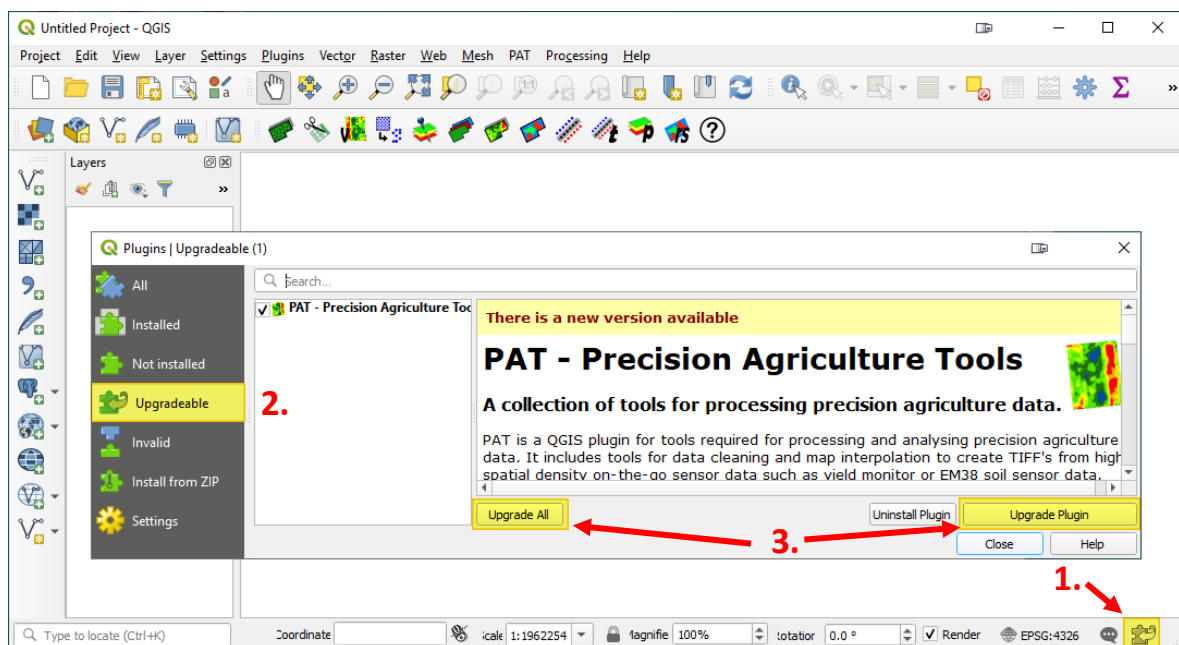 Untitled Project - QGIS
Project Edit View Layer Settings Plugins Vector Raster Web Mesh PAT Processing Help
Layers
Plugins | Upgradeable (1)
All
Search...
PAT - Precision Agriculture Too
There is a new version available
Installed
PAT - Precision Agriculture Tools
Not installed
Upgradeable
2.
A collection of tools for processing precision agriculture data.
Invalid
PAT is a QGIS plugin for tools required for processing and analysing precision agriculture
data. It includes tools for data cleaning and map interpolation to create TIFF's from high
spatial density on-the-go sensor data such as yield monitor or EM38 soil sensor data.
Install from ZIP
Settings
Upgrade All
Uninstall Plugin
Upgrade Plugin
3.
Close
Help
1.
Type to locate (Ctrl+K)
Coordinate
cale 1:1962254
lagnifie 100%
otation 0.0 °
Render
EPSG:4326